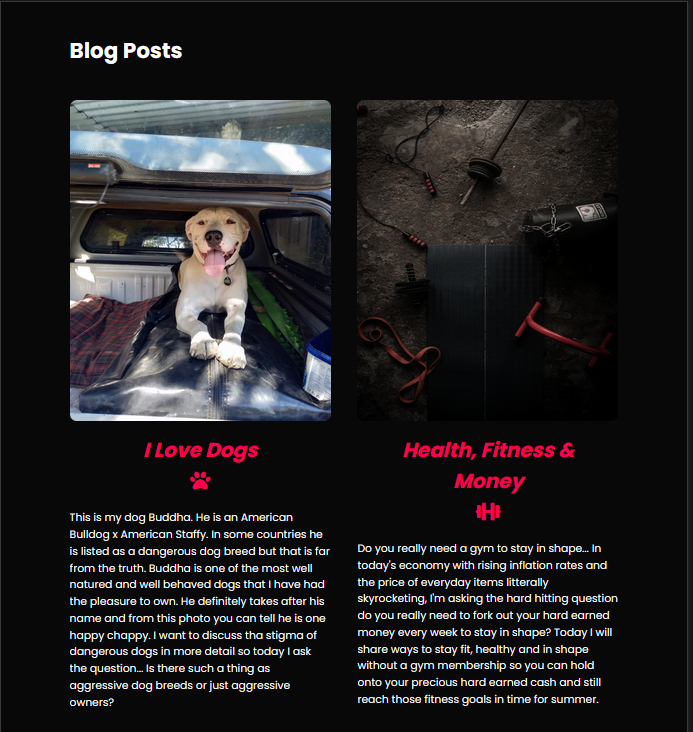 Blog Posts
I Love Dogs
This is my dog Buddha. He is an American
Bulldog x American Staffy. In some countries he
is listed as a dangerous dog breed but that is far
from the truth. Buddha is one of the most well
natured and well behaved dogs that I have had
the pleasure to own. He definitely takes after his
name and from this photo you can tell he is one
happy chappy. I want to discuss tha stigma of
dangerous dogs in more detail so today I ask
the question... Is there such a thing as
aggressive dog breeds or just aggressive
owners?
Health, Fitness &
Money
Do you really need a gym to stay in shape... In
today's economy with rising inflation rates and
the price of everyday items litterally
skyrocketing, I'm asking the hard hitting question
do you really need to fork out your hard earned
money every week to stay in shape? Today I will
share ways to stay fit, healthy and in shape
without a gym membership so you can hold
onto your precious hard earned cash and still
reach those fitness goals in time for summer.